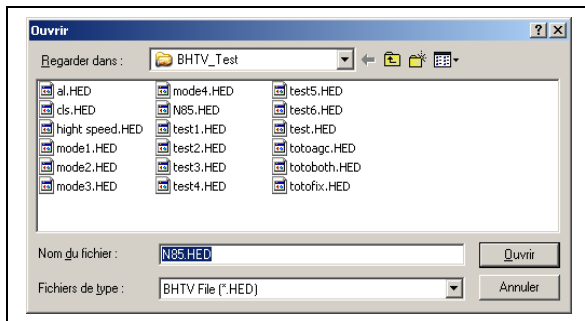 Ouvrir
Regarder dans : BHTV_Test
al.HED mode4.HED test5.HED
cls.HED N85.HED test6.HED
hight speed.HED test1.HED test.HED
mode1.HED test2.HED totoagc.HED
mode2.HED test3.HED totoboth.HED
mode3.HED test4.HED totofix.HED
Nom du fichier : N85.HED Ouvrir
Fichiers de type : BHTV File (*.HED) Annuler